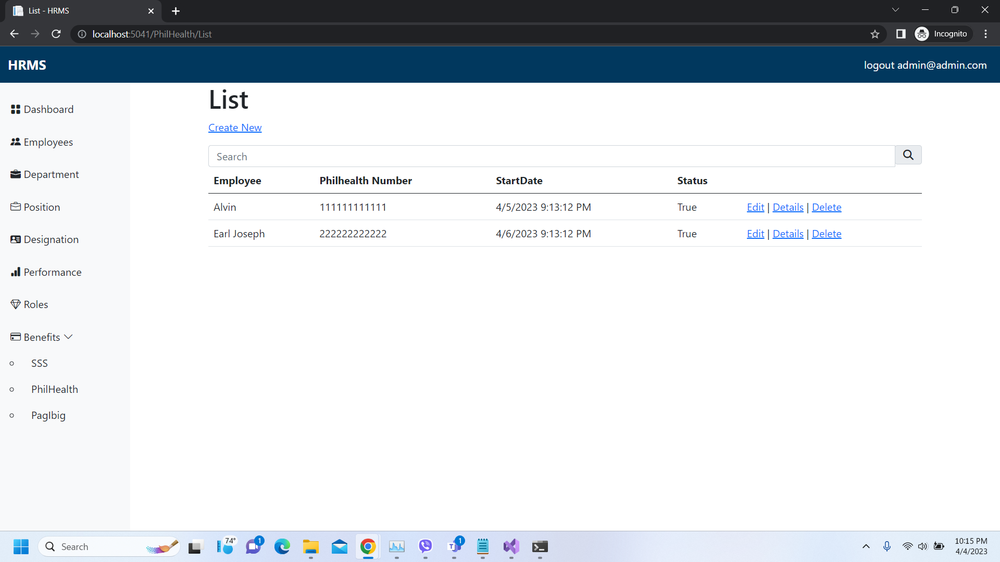 List - HRMS
localhost:5041/PhilHealth/List
Incognito
HRMS
logout admin@admin.com
Dashboard
Employees
Department
Position
Designation
Performance
Roles
Benefits
SSS
PhilHealth
PagIbig
List
Create New
Search
Employee Philhealth Number StartDate Status
Alvin 111111111111 4/5/2023 9:13:12 PM True Edit | Details | Delete
Earl Joseph 222222222222 4/6/2023 9:13:12 PM True Edit | Details | Delete
Search
74°
1
1
10:15 PM
4/4/2023